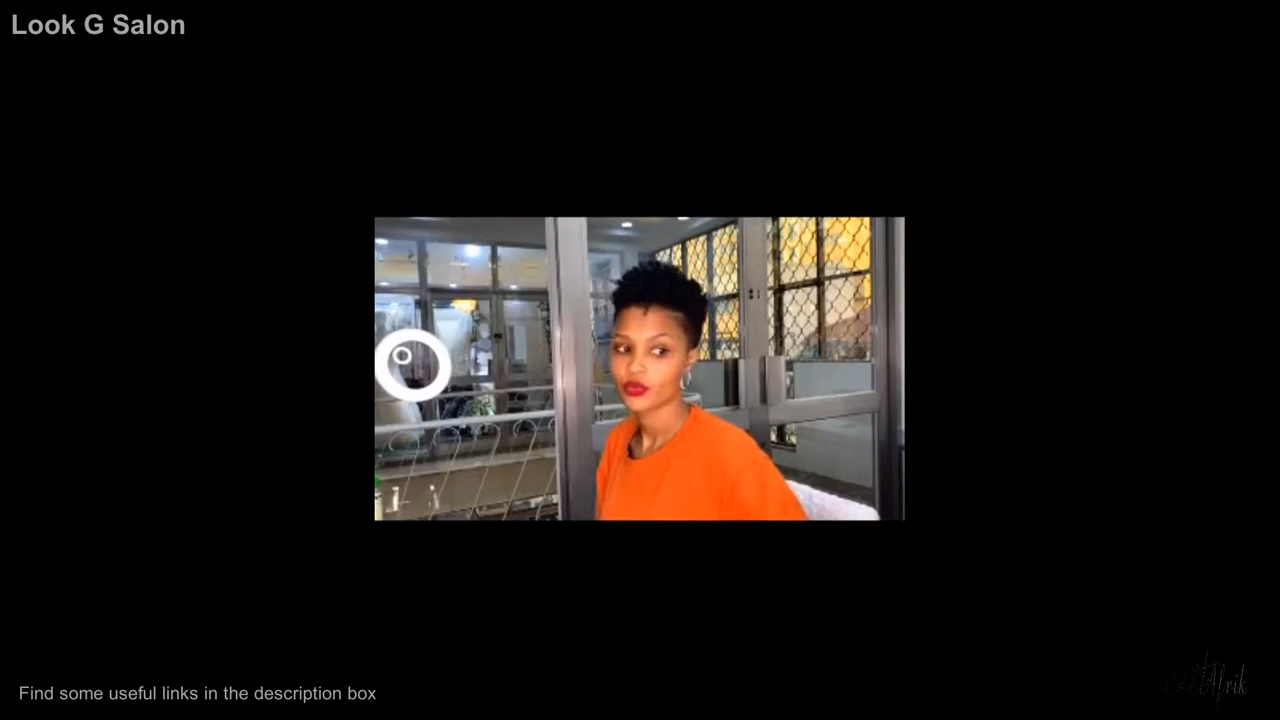 Look G Salon
Find some useful links in the description box